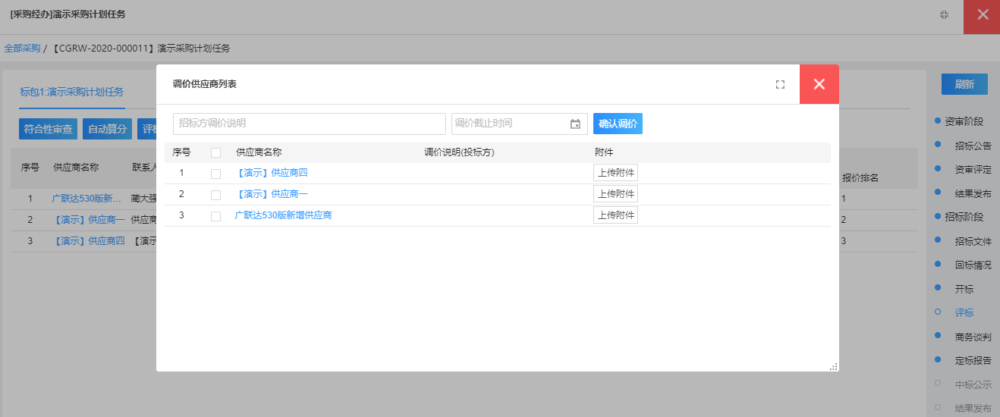 [采购经办]演示采购计划任务
全部采购 / 【CGRW-2020-000011】演示采购计划任务
标包1:演示采购计划任务
符合性审查 自动算分
序号 供应商名称 联系人 报价排名
1 广联达530版新... 蔺大强 1
2 【演示】供应商一 供应商 2
3 【演示】供应商四 【演示 3
调价供应商列表
招标方调价说明 调价截止时间 确认调价
序号 供应商名称 调价说明(投标方) 附件
1 【演示】供应商四 上传附件
2 【演示】供应商一 上传附件
3 广联达530版新增供应商 上传附件
刷新
资审阶段
招标公告
资审评定
结果发布
招标阶段
招标文件
回标情况
开标
评标
商务谈判
定标报告
中标公示
结果发布